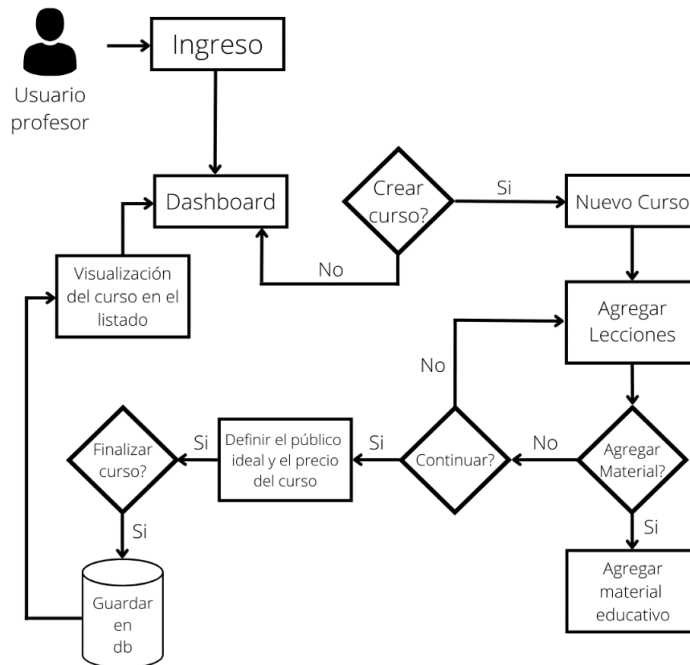 Ingreso
Usuario
profesor
Crear
curso?
Si
Nuevo Curso
Dashboard
No
Visualización
del curso en el
listado
Agregar
Lecciones
No
Finalizar
curso?
Si
Definir el público
ideal y el precio
del curso
Si
Continuar?
No
Agregar
Material?
Si
Si
Guardar
en
db
Agregar
material
educativo